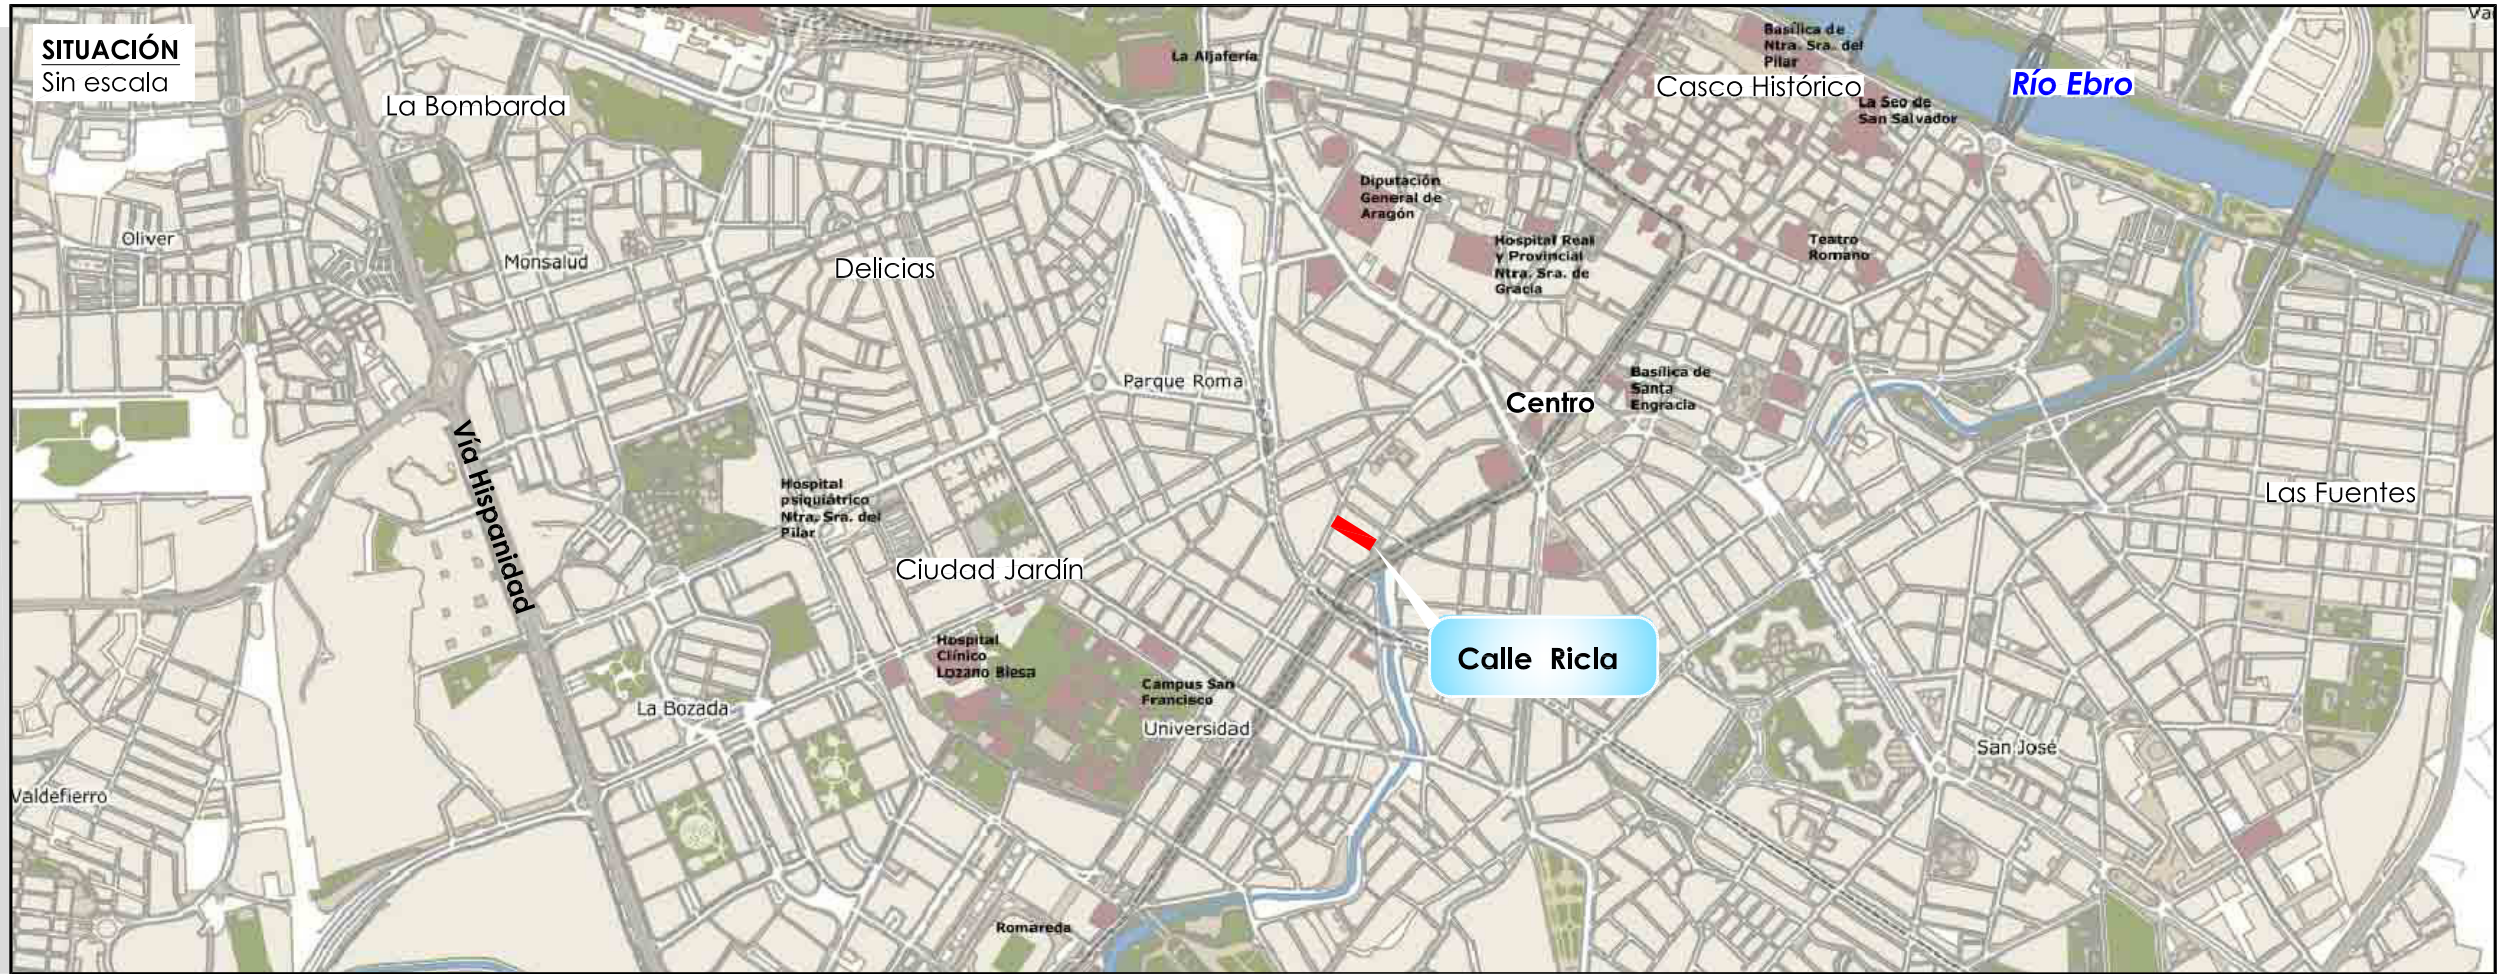 SITUACIÓN
Sin escala
La Bombarda
La Aljafería
Basílica de
Ntra. Sra. del
Pilar
Casco Histórico
Río Ebro
La Seo de
San Salvador
Diputación
General de
Aragón
Oliver
Monsalud
Delicias
Hospital Real
y Provincial
Ntra. Sra. de
Gracia
Teatro
Romano
Parque Roma
Centro
Basílica de
Santa
Engracia
Vía Hispanidad
Hospital
psiquiátrico
Ntra. Sra. del
Pilar
Las Fuentes
Ciudad Jardín
Calle Ricla
Hospital
Clínico
Lozano Blesa
Campus San
Francisco
Universidad
La Bozada
San José
Valdefierro
Romareda